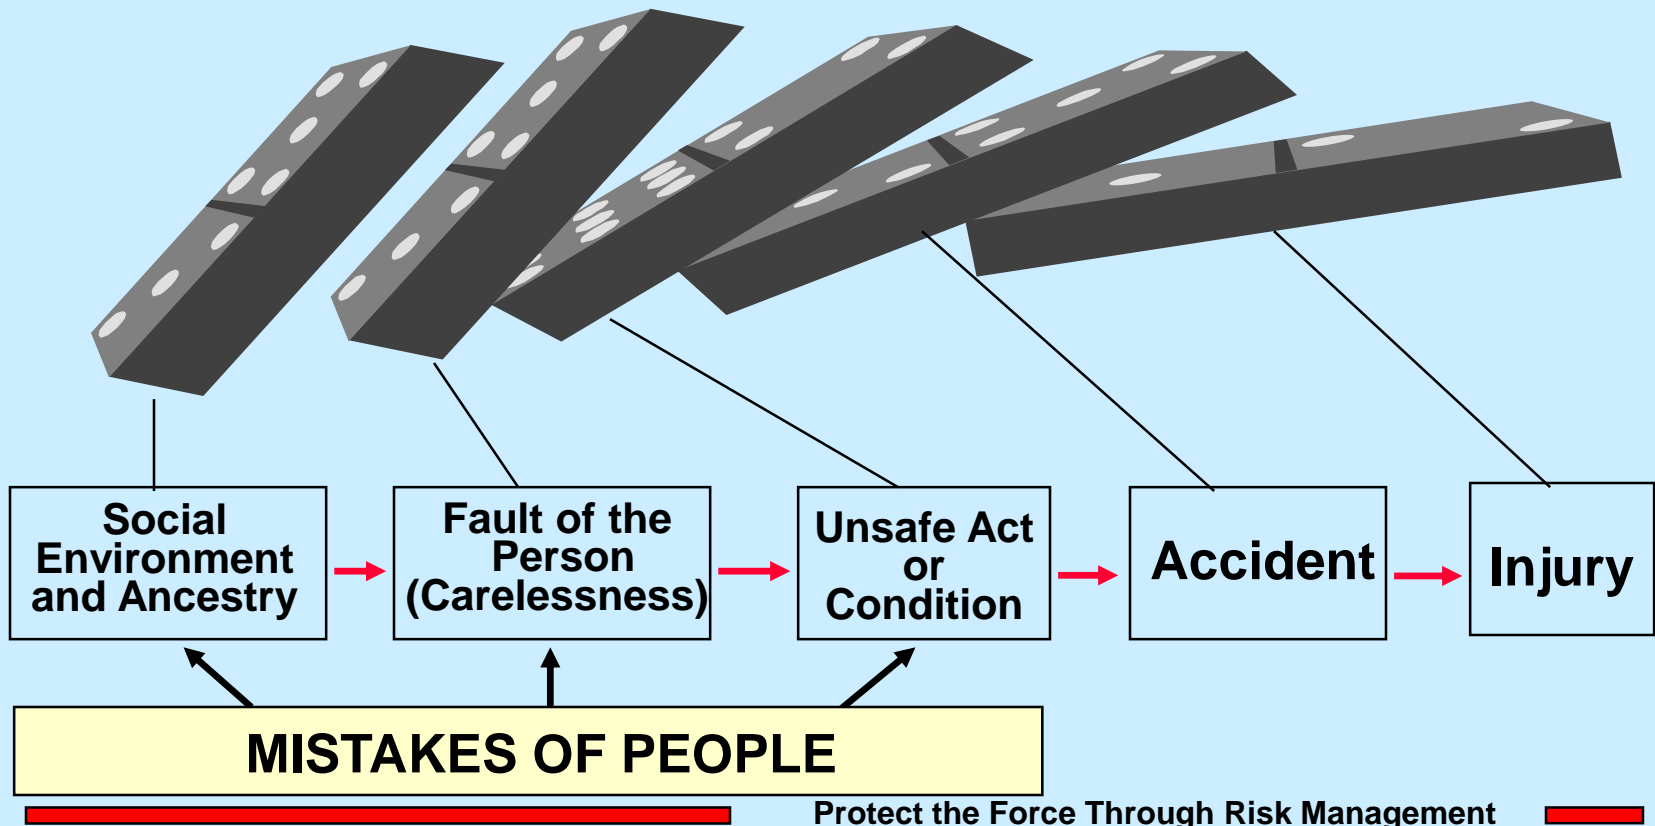 Social
Environment
and Ancestry
Fault of the
Person
(Carelessness)
Unsafe Act
or
Condition
Accident
Injury
MISTAKES OF PEOPLE
Protect the Force Through Risk Management